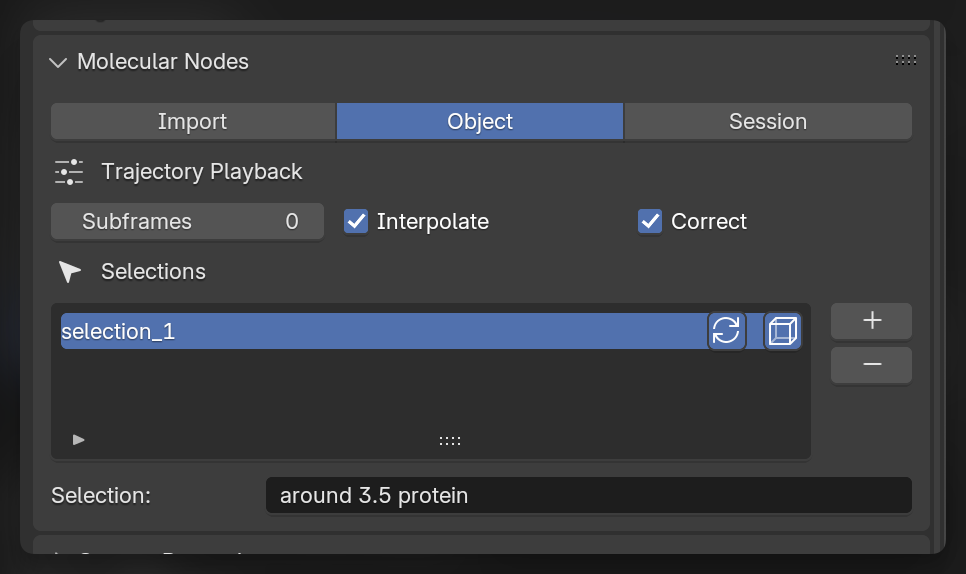 Molecular Nodes
Import Object Session
Trajectory Playback
Subframes 0 Interpolate Correct
Selections
selection_1
Selection: around 3.5 protein